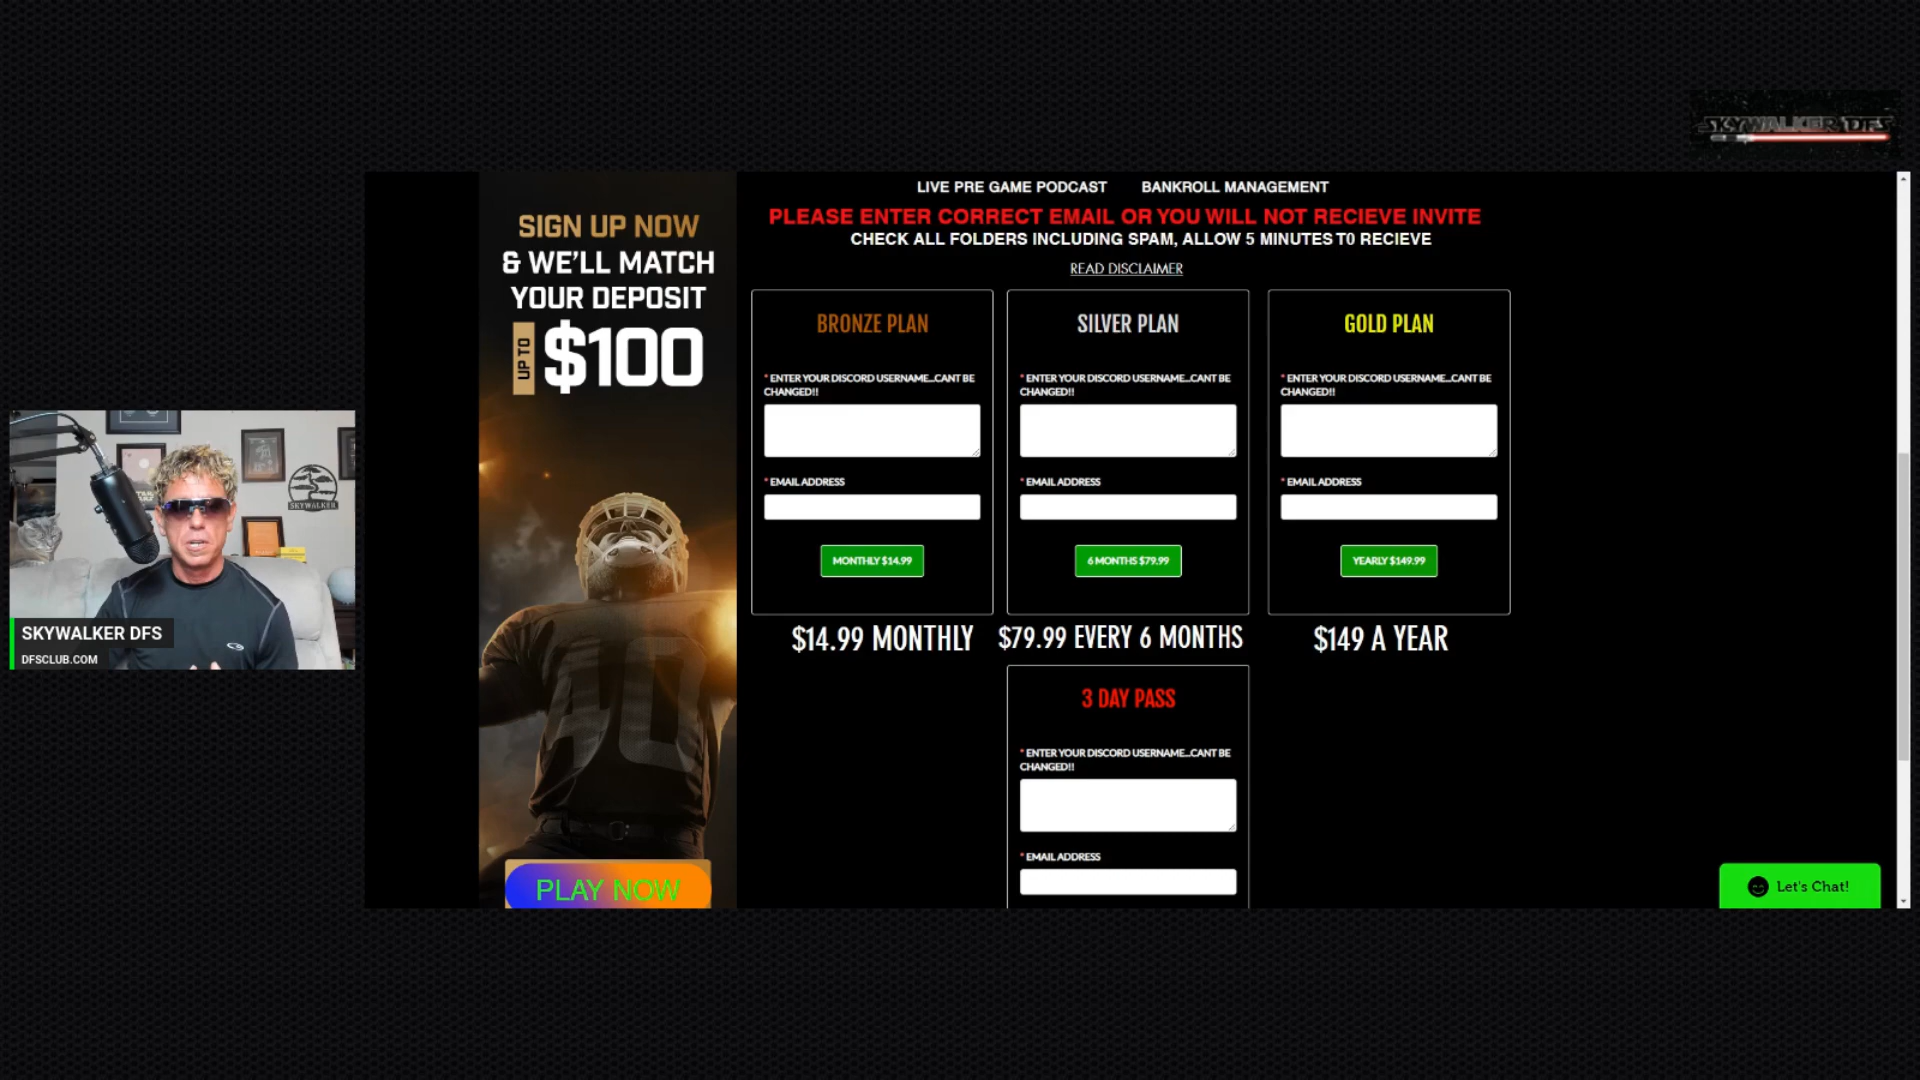 SKYWALKER DFS
LIVE PRE GAME PODCAST BANKROLL MANAGEMENT
PLEASE ENTER CORRECT EMAIL OR YOU WILL NOT RECIEVE INVITE
CHECK ALL FOLDERS INCLUDING SPAM, ALLOW 5 MINUTES T0 RECIEVE
READ DISCLAIMER
SIGN UP NOW
& WE'LL MATCH
YOUR DEPOSIT
UP TO
$100
PLAY NOW
BRONZE PLAN
* ENTER YOUR DISCORD USERNAME...CANT BE
CHANGED!!
* EMAIL ADDRESS
MONTHLY $14.99
$14.99 MONTHLY
SILVER PLAN
* ENTER YOUR DISCORD USERNAME...CANT BE
CHANGED!!
* EMAIL ADDRESS
6 MONTHS $79.99
$79.99 EVERY 6 MONTHS
GOLD PLAN
* ENTER YOUR DISCORD USERNAME...CANT BE
CHANGED!!
* EMAIL ADDRESS
YEARLY $149.99
$149 A YEAR
3 DAY PASS
* ENTER YOUR DISCORD USERNAME...CANT BE
CHANGED!!
* EMAIL ADDRESS
Let's Chat!
SKYWALKER
SKYWALKER DFS
DFSCLUB.COM